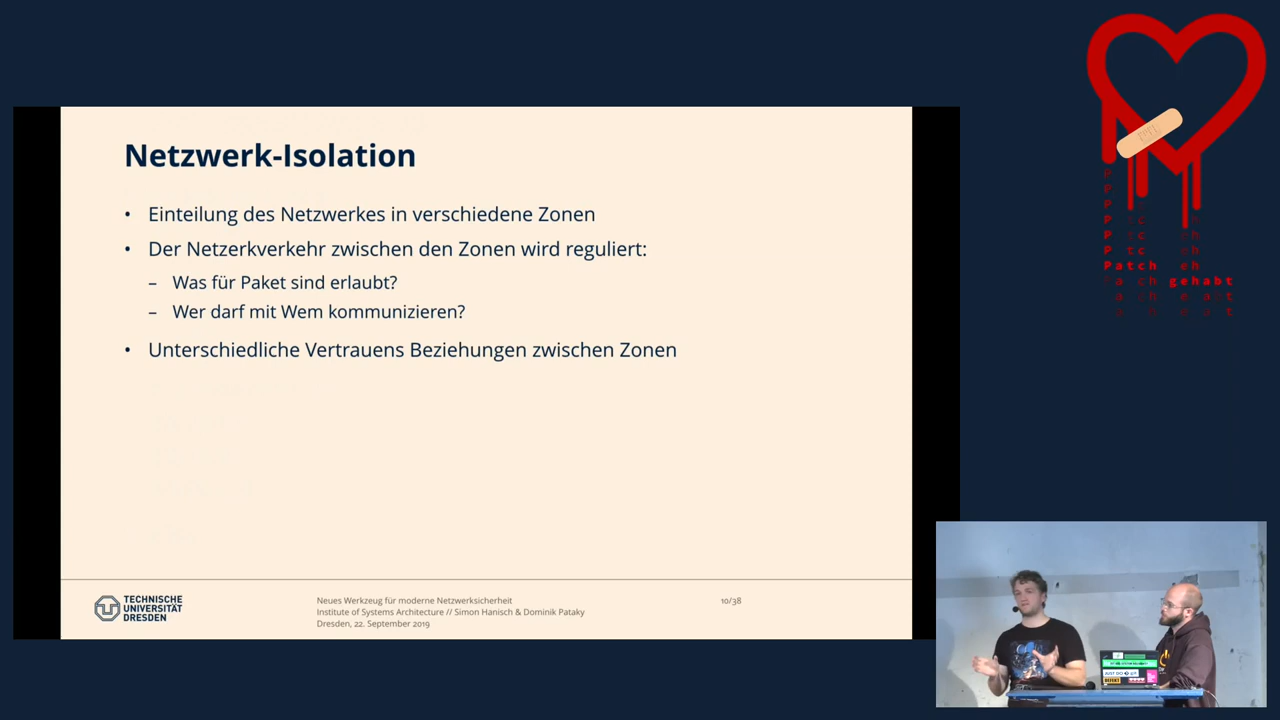 Netzwerk-Isolation
• Einteilung des Netzwerkes in verschiedene Zonen
• Der Netzerkverkehr zwischen den Zonen wird reguliert:
– Was für Paket sind erlaubt?
– Wer darf mit Wem kommunizieren?
• Unterschiedliche Vertrauens Beziehungen zwischen Zonen
TECHNISCHE
UNIVERSITÄT
DRESDEN
Neues Werkzeug für moderne Netzwerksicherheit
Institute of Systems Architecture // Simon Hanisch & Dominik Pataky
Dresden, 22. September 2019
10/38
Patch
gehabt